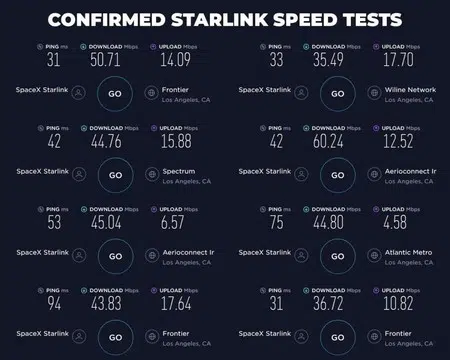 CONFIRMED STARLINK SPEED TESTS
PING ms DOWNLOAD Mbps UPLOAD Mbps
31 50.71 14.09
SpaceX Starlink GO Frontier
Los Angeles, CA
PING ms DOWNLOAD Mbps UPLOAD Mbps
33 35.49 17.70
SpaceX Starlink GO Wiline Network
Los Angeles, CA
PING ms DOWNLOAD Mbps UPLOAD Mbps
42 44.76 15.88
SpaceX Starlink GO Spectrum
Los Angeles, CA
PING ms DOWNLOAD Mbps UPLOAD Mbps
42 60.24 12.52
SpaceX Starlink GO Aerioconnect Ir
Los Angeles, CA
PING ms DOWNLOAD Mbps UPLOAD Mbps
53 45.04 6.57
SpaceX Starlink GO Aerioconnect Ir
Los Angeles, CA
PING ms DOWNLOAD Mbps UPLOAD Mbps
75 44.80 4.58
SpaceX Starlink GO Atlantic Metro
Los Angeles, CA
PING ms DOWNLOAD Mbps UPLOAD Mbps
94 43.83 17.64
SpaceX Starlink GO Frontier
Los Angeles, CA
PING ms DOWNLOAD Mbps UPLOAD Mbps
31 36.72 10.82
SpaceX Starlink GO Frontier
Los Angeles, CA